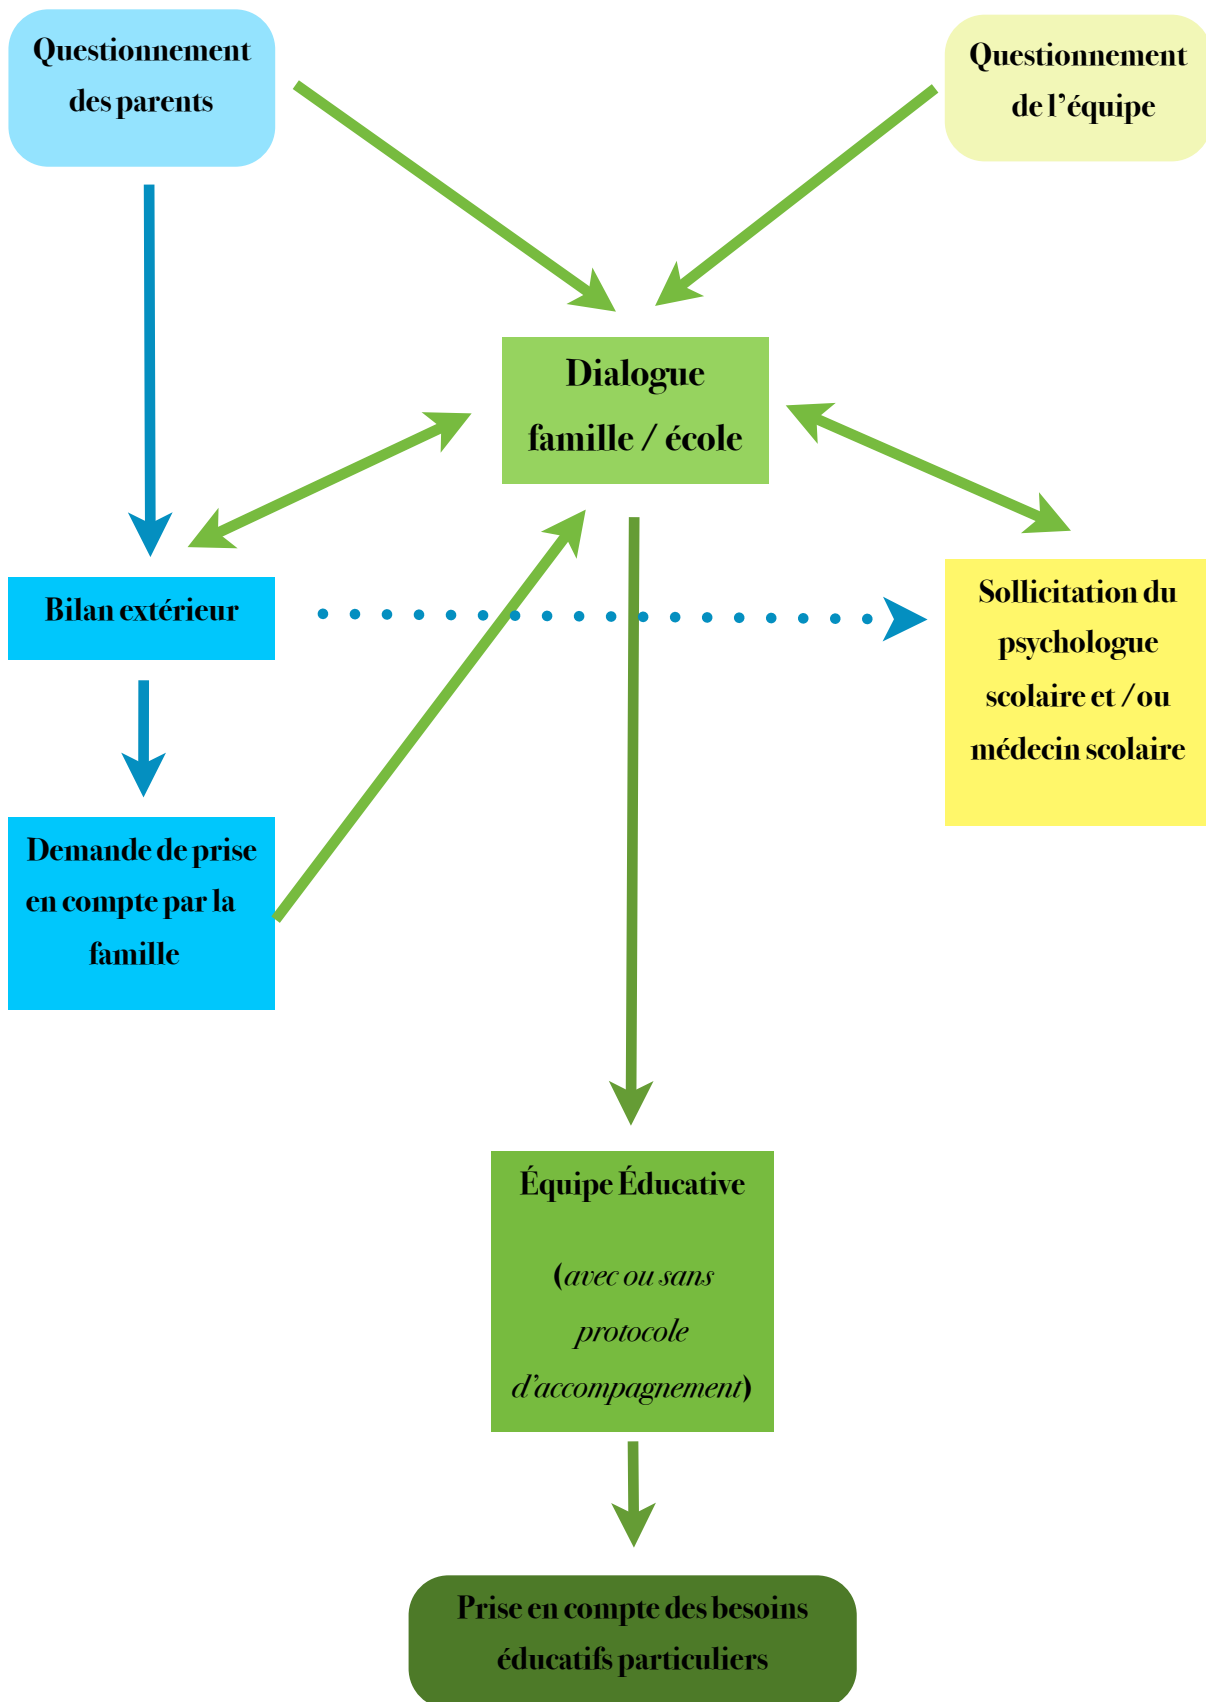 Questionnement
des parents
Questionnement
de l’équipe
Dialogue
famille / école
Bilan extérieur
Sollicitation du
psychologue
scolaire et /ou
médecin scolaire
Demande de prise
en compte par la
famille
Équipe Éducative
(avec ou sans
protocole
d’accompagnement)
Prise en compte des besoins
éducatifs particuliers